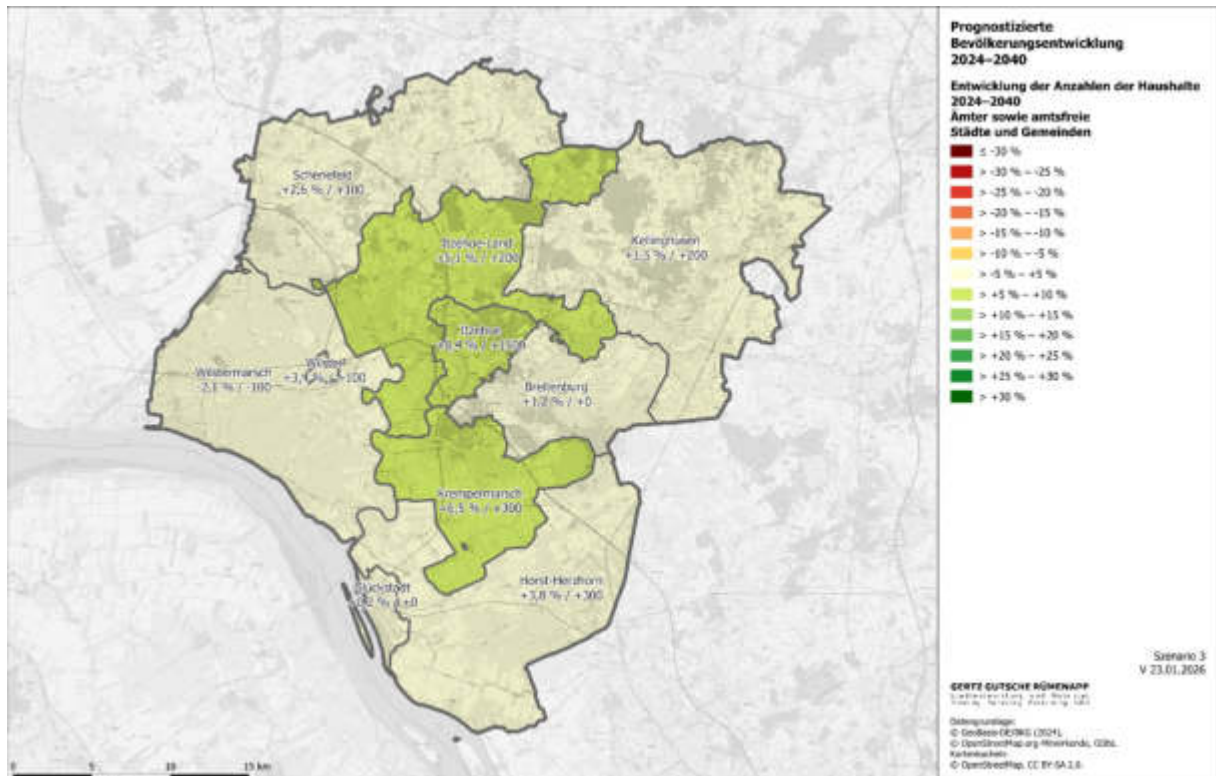 Prognostizierte
Bevölkerungsentwicklung
2024–2040
Entwicklung der Anzahlen der Haushalte
2024–2040
Ämter sowie amtsfreie
Städte und Gemeinden
≤ -30 %
> -30 % – -25 %
> -25 % – -20 %
> -20 % – -15 %
> -15 % – -10 %
> -10 % – -5 %
> -5 % – +5 %
> +5 % – +10 %
> +10 % – +15 %
> +15 % – +20 %
> +20 % – +25 %
> +25 % – +30 %
> +30 %
Schenefeld
+2,6 % / +100
Itzehoe-Land
/ +200
Kellinghusen
+1,5 % / +200
Itzehoe
Wilstermarsch
-2,1 % / -100
Wilster
Breitenburg
+1,2 % / +0
Krempermarsch
+6,5 % / +300
Glückstadt
Horst-Herzhorn
+3,8 % / +300
Szenario 3
V 23.01.2026
GERTZ GUTSCHE RÜMENAPP
Datengrundlage:
© GeoBasis-DE/BKG (2024),
© OpenStreetMap.org-Mitwirkende, GGR.
Kartenkacheln:
© OpenStreetMap, CC BY-SA 2.0.
0 5 10 15 km